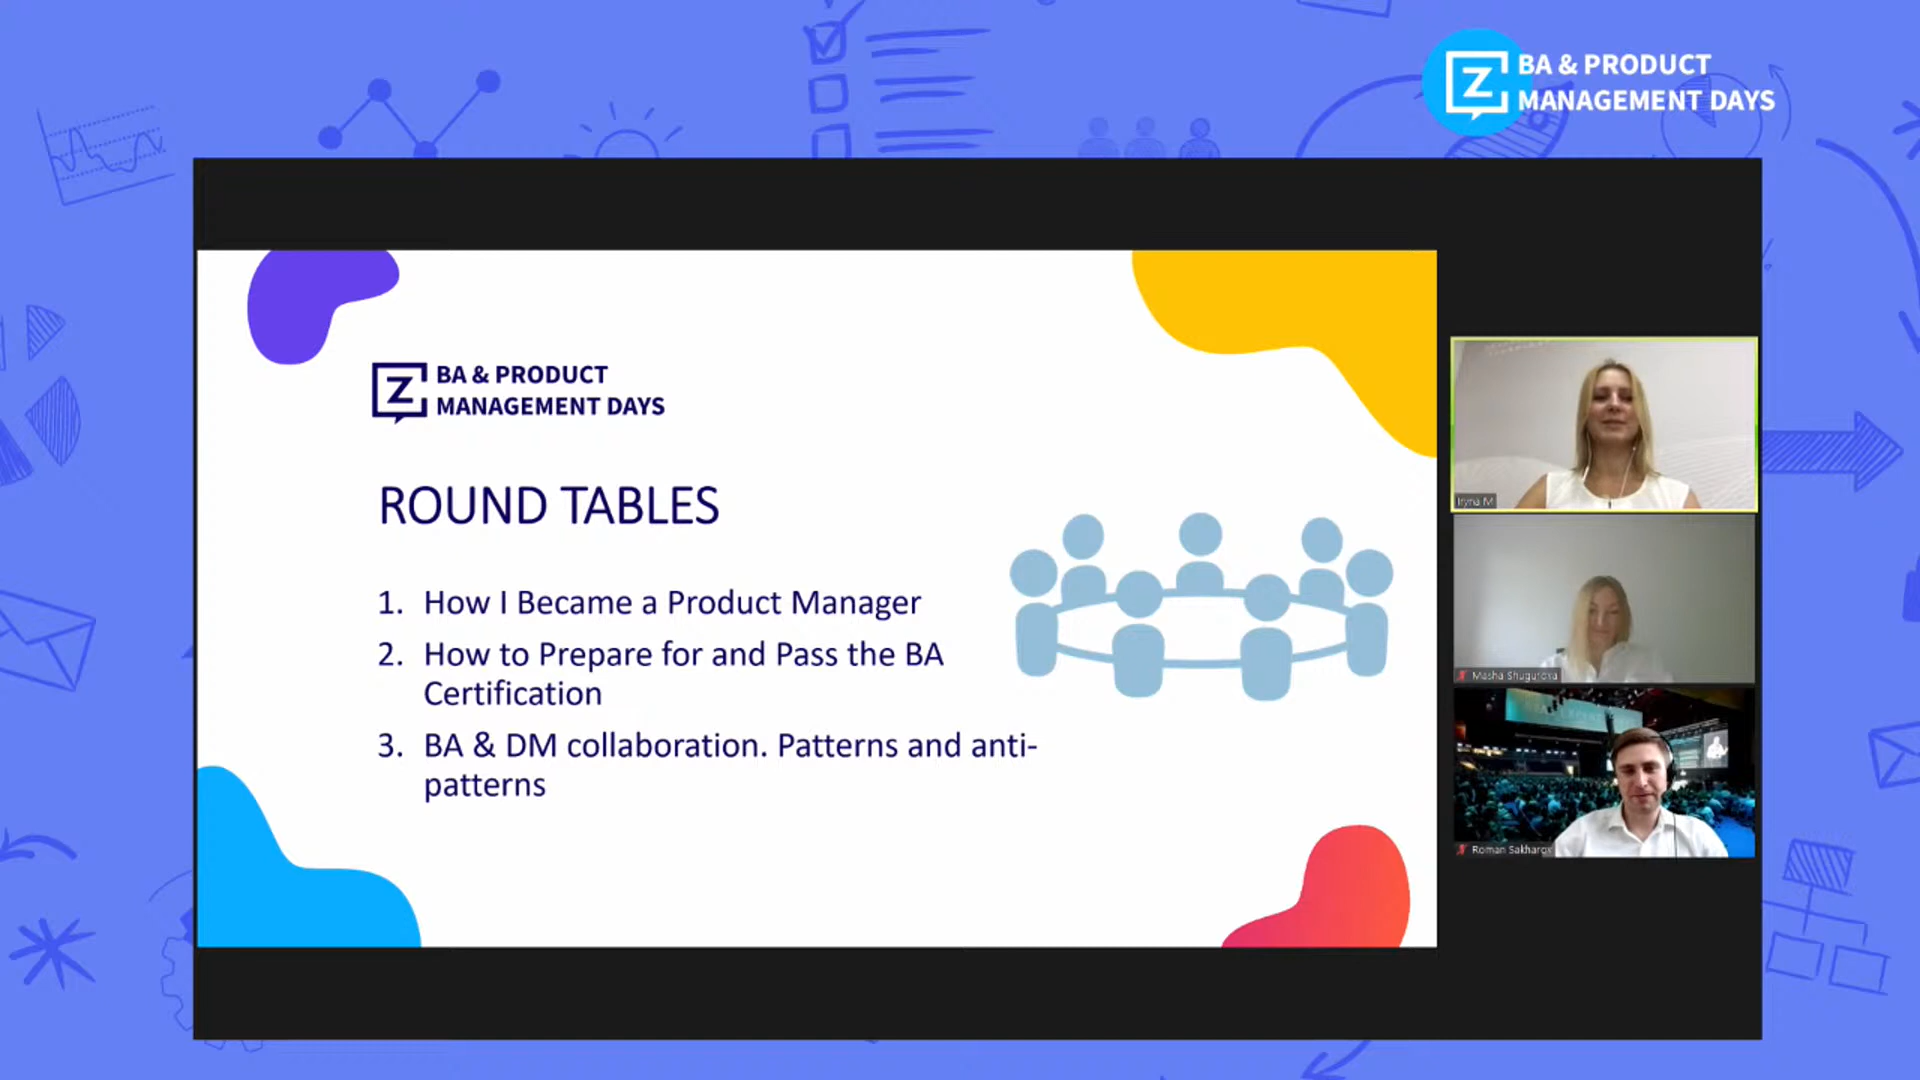 BA & PRODUCT
MANAGEMENT DAYS
Z
BA & PRODUCT
MANAGEMENT DAYS
Z
ROUND TABLES
1. How I Became a Product Manager
2. How to Prepare for and Pass the BA
Certification
3. BA & DM collaboration. Patterns and anti-
patterns
Iryna M
Masha Shugurova
Roman Sakharov